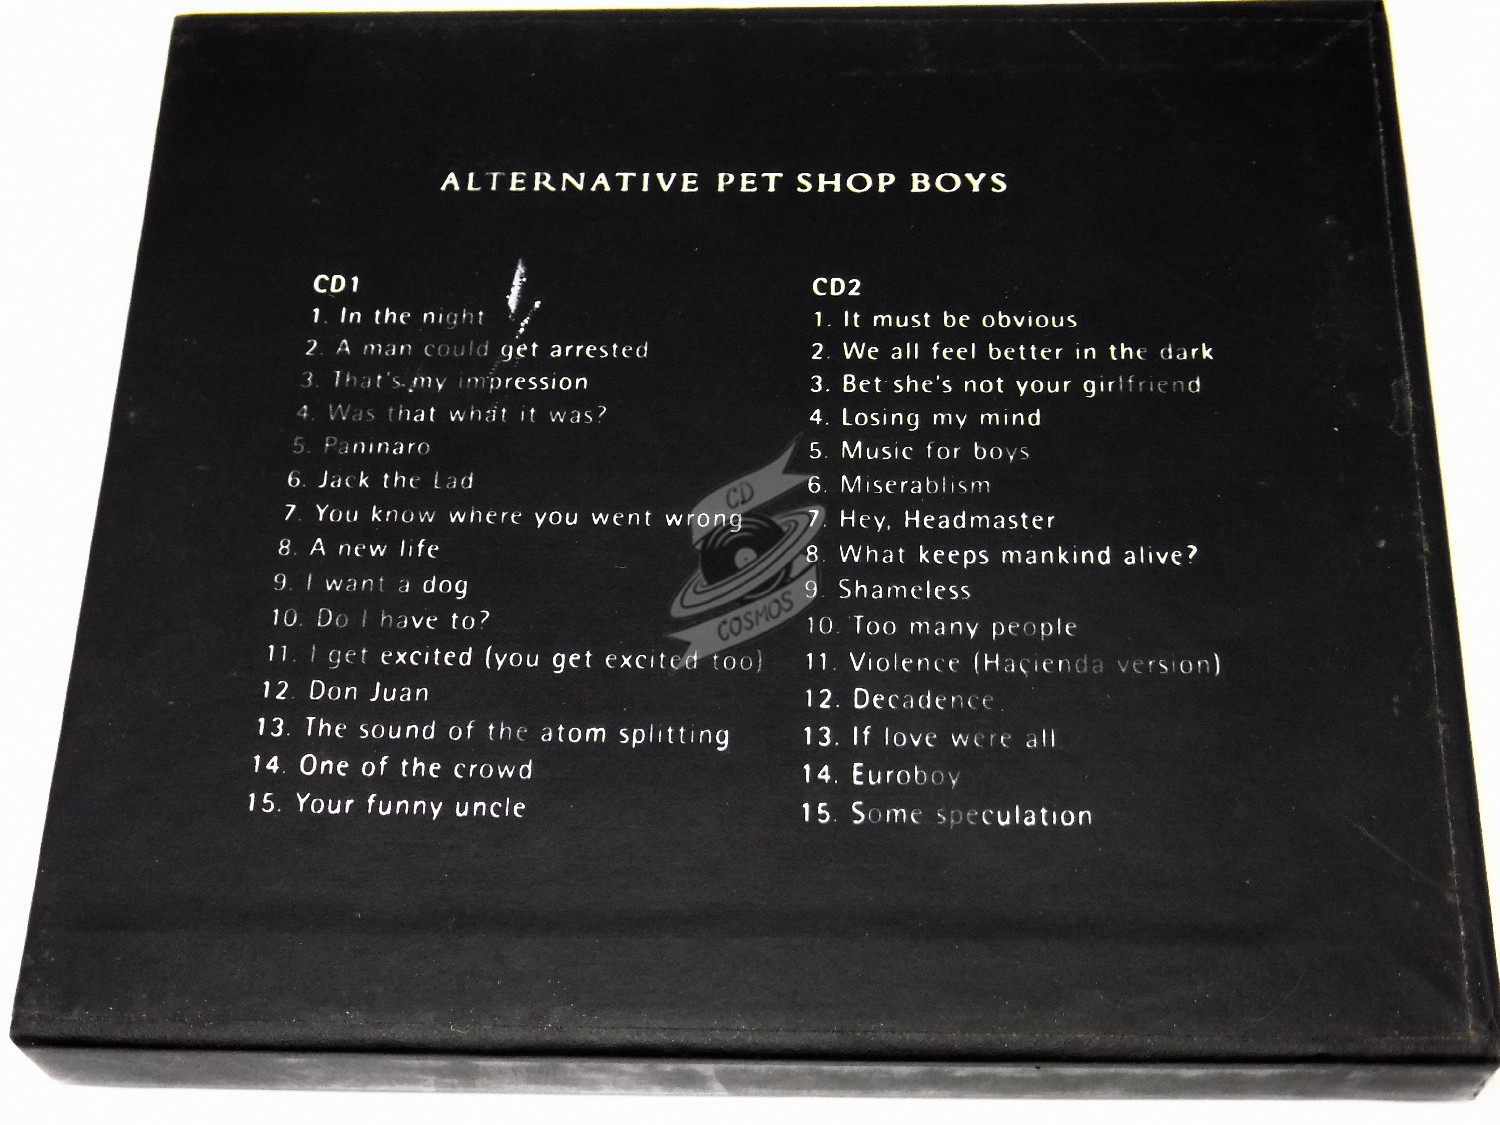 ALTERNATIVE PET SHOP BOYS
CD1
1. In the night
2. A man could get arrested
3. That's my impression
4. Was that what it was?
5. Paninaro
6. Jack the Lad
7. You know where you went wrong
8. A new life
9. I want a dog
10. Do I have to?
11. I get excited (you get excited too)
12. Don Juan
13. The sound of the atom splitting
14. One of the crowd
15. Your funny uncle
CD2
1. It must be obvious
2. We all feel better in the dark
3. Bet she's not your girlfriend
4. Losing my mind
5. Music for boys
6. Miserablism
7. Hey, Headmaster
8. What keeps mankind alive?
9. Shameless
10. Too many people
11. Violence (Haçienda version)
12. Decadence
13. If love were all
14. Euroboy
15. Some speculation
CD
COSMOS